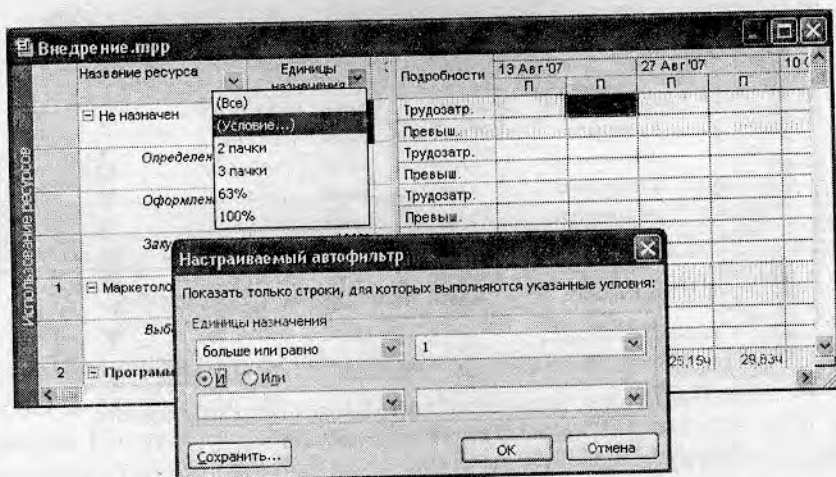 Внедрение.mpp
Название ресурса
Единицы назначения
Подробности
13 Авг '07
27 Авг '07
П
П
П
П
Не назначен
Трудозатр.
Превыш.
Определен
Трудозатр.
Превыш.
Оформлен
Трудозатр.
Превыш.
Заку
(Все)
(Условие...)
2 пачки
3 пачки
63%
100%
Использование ресурсов
1
Маркетоло
Выб
2
Програм
25,15ч
29,83ч
Настраиваемый автофильтр
Показать только строки, для которых выполняются указанные условия:
Единицы назначения
больше или равно
1
И
Или
Сохранить...
ОК
Отмена